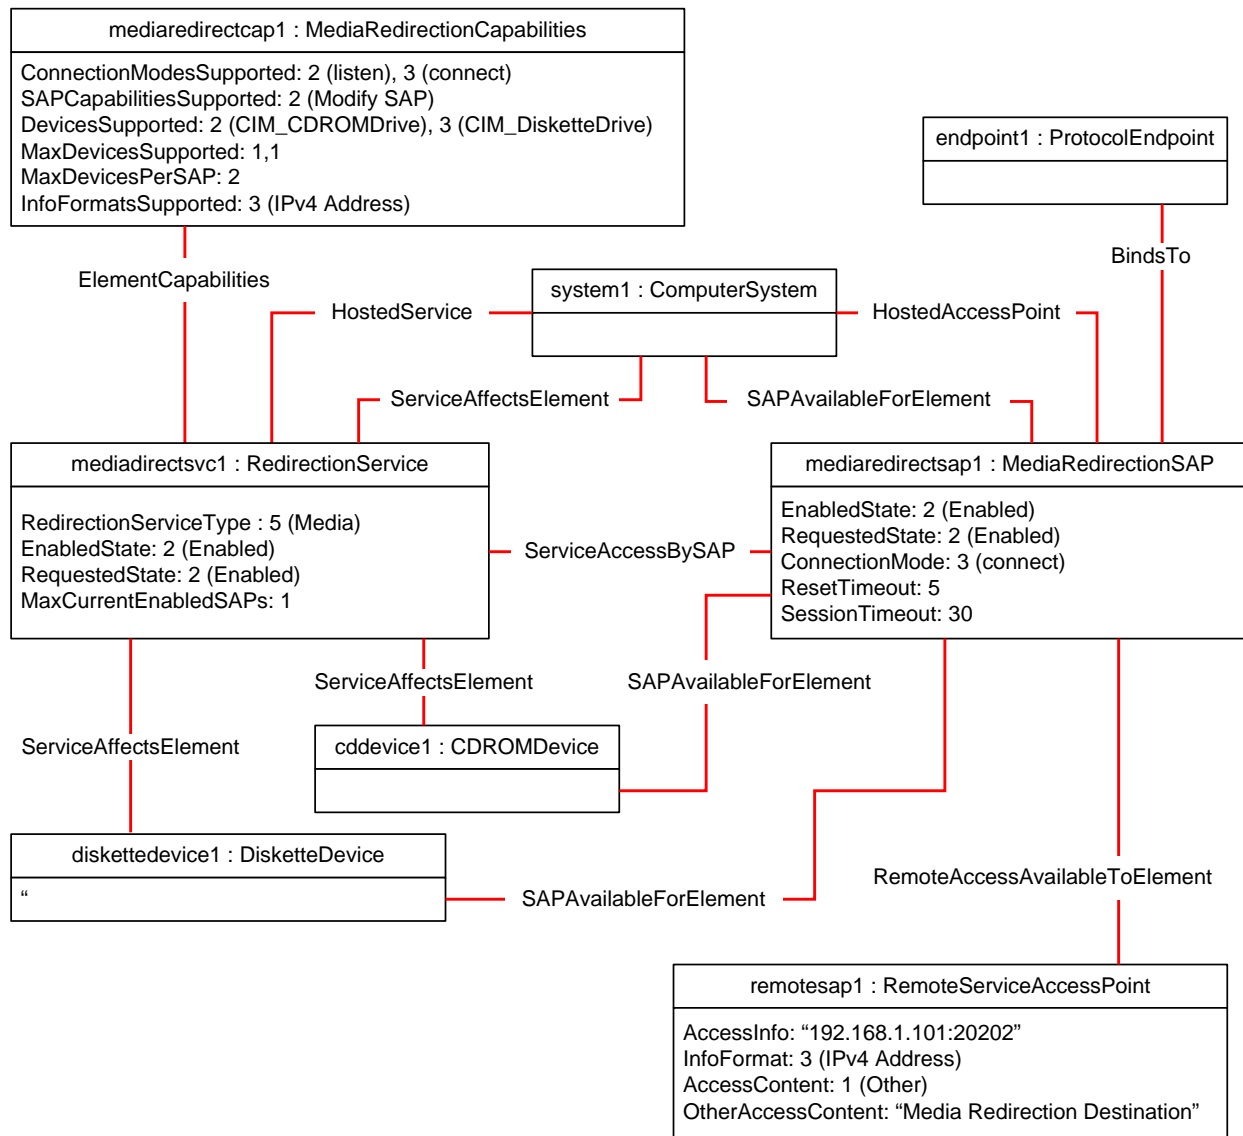 mediaredirectcap1 : MediaRedirectionCapabilities
ConnectionModesSupported: 2 (listen), 3 (connect)
SAPCapabilitiesSupported: 2 (Modify SAP)
DevicesSupported: 2 (CIM_CDROMDrive), 3 (CIM_DisketteDrive)
MaxDevicesSupported: 1,1
MaxDevicesPerSAP: 2
InfoFormatsSupported: 3 (IPv4 Address)
endpoint1 : ProtocolEndpoint
BindsTo
ElementCapabilities
system1 : ComputerSystem
HostedService
HostedAccessPoint
ServiceAffectsElement
SAPAvailableForElement
mediadirectsvc1 : RedirectionService
RedirectionServiceType : 5 (Media)
EnabledState: 2 (Enabled)
RequestedState: 2 (Enabled)
MaxCurrentEnabledSAPs: 1
ServiceAccessBySAP
mediaredirectsap1 : MediaRedirectionSAP
EnabledState: 2 (Enabled)
RequestedState: 2 (Enabled)
ConnectionMode: 3 (connect)
ResetTimeout: 5
SessionTimeout: 30
ServiceAffectsElement
SAPAvailableForElement
ServiceAffectsElement
cddevice1 : CDROMDevice
diskettedevice1 : DisketteDevice
“
SAPAvailableForElement
RemoteAccessAvailableToElement
remotesap1 : RemoteServiceAccessPoint
AccessInfo: “192.168.1.101:20202”
InfoFormat: 3 (IPv4 Address)
AccessContent: 1 (Other)
OtherAccessContent: “Media Redirection Destination”